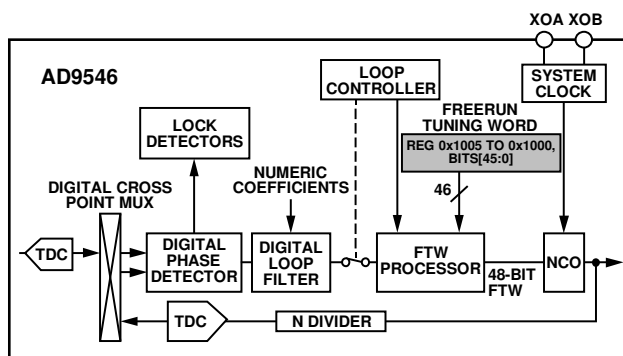 XOA XOB
AD9546
LOOP
CONTROLLER
SYSTEM
CLOCK
FREERUN
TUNING WORD
REG 0x1005 TO 0x1000,
BITS[45:0]
LOCK
DETECTORS
NUMERIC
COEFFICIENTS
46
DIGITAL CROSS
POINT MUX
TDC
DIGITAL
PHASE
DETECTOR
DIGITAL
LOOP
FILTER
FTW
PROCESSOR
48-BIT
FTW
NCO
TDC
N DIVIDER